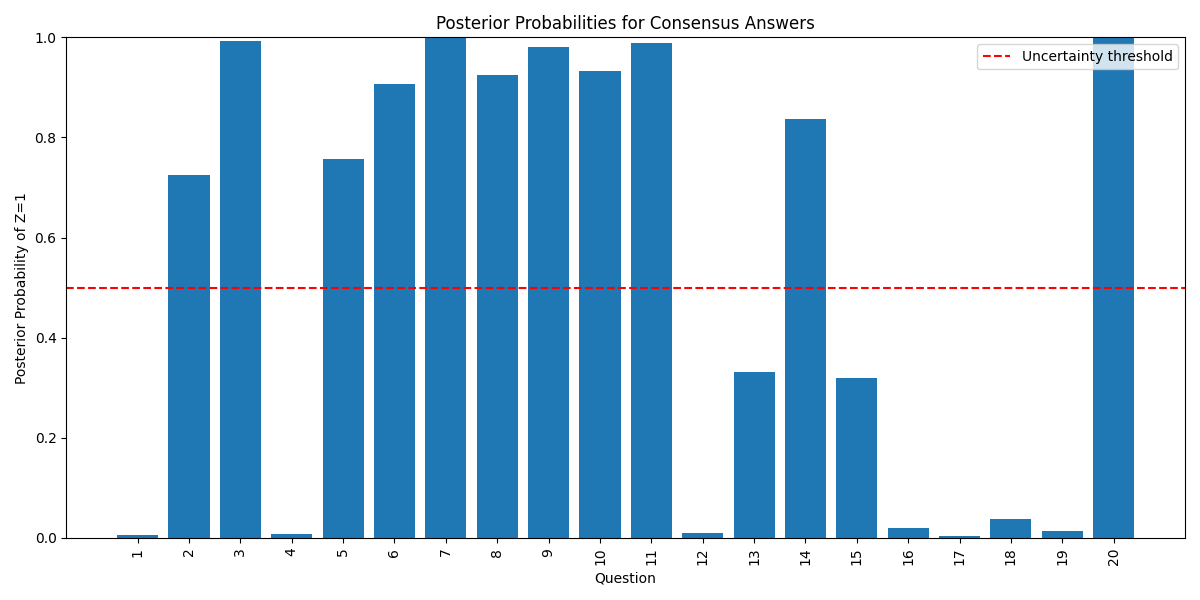 Posterior Probabilities for Consensus Answers
Uncertainty threshold
Posterior Probability of Z=1
1.0
0.8
0.6
0.4
0.2
0.0
1 2 3 4 5 6 7 8 9 10 11 12 13 14 15 16 17 18 19 20
Question